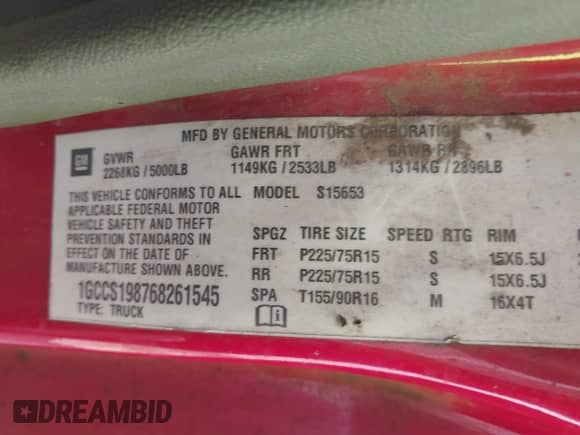 MFD BY GENERAL MOTORS CORPORATION
GM
GVWR GAWR FRT GAWR RR
2268KG / 5000LB 1149KG / 2533LB 1314KG / 2896LB
THIS VEHICLE CONFORMS TO ALL MODEL S15653
APPLICABLE FEDERAL MOTOR
VEHICLE SAFETY AND THEFT
PREVENTION STANDARDS IN
EFFECT ON THE DATE OF
MANUFACTURE SHOWN ABOVE.
1GCCS198768261545
TYPE: TRUCK
SPGZ TIRE SIZE SPEED RTG RIM
FRT P225/75R15 S 15X6.5J
RR P225/75R15 S 15X6.5J
SPA T155/90R16 M 16X4T
DREAMBID